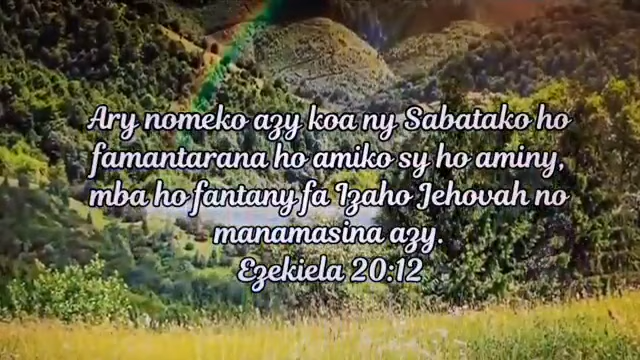 Ary nomeko azy koa ny Sabatako ho
famantarana ho amiko sy ho aminy,
mba ho fantany fa Izaho Jehovah no
manamasina azy.
Ezekiela 20:12